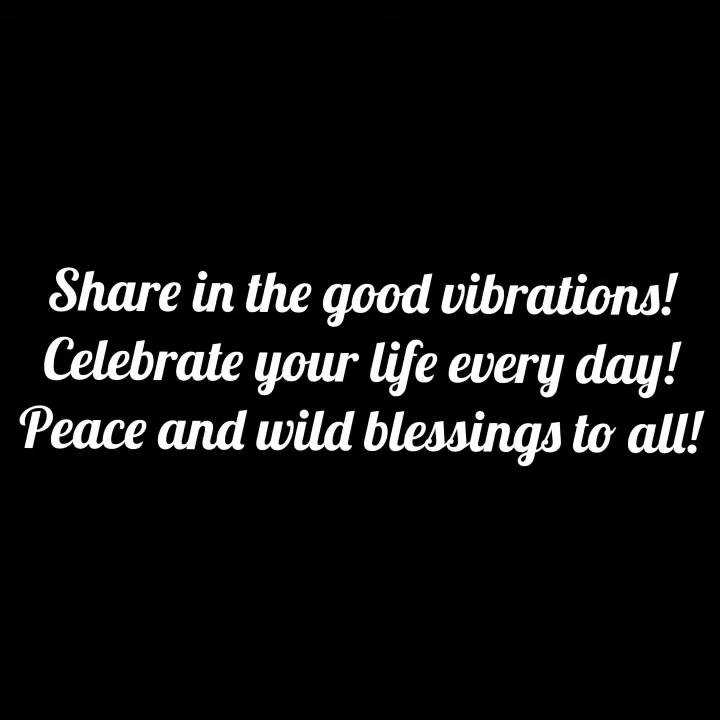 Share in the good vibrations!
Celebrate your life every day!
Peace and wild blessings to all!